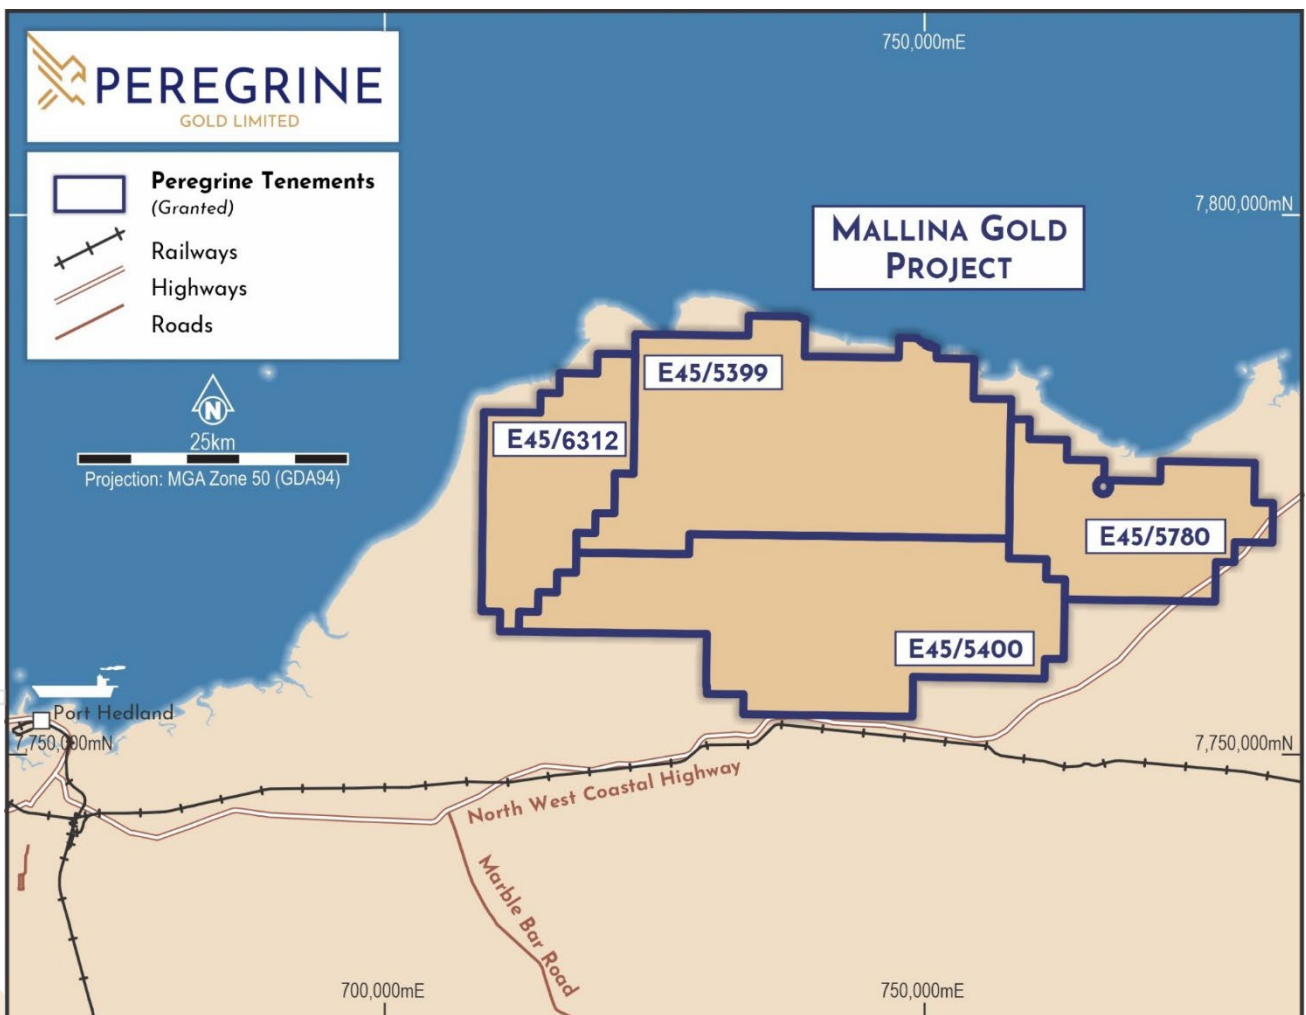 750,000mE
PEREGRINE
GOLD LIMITED
Peregrine Tenements
(Granted)
Railways
Highways
Roads
7,800,000mN
MALLINA GOLD
PROJECT
E45/5399
N
25km
Projection: MGA Zone 50 (GDA94)
E45/6312
E45/5780
E45/5400
Port Hedland
7,750,000mN
7,750,000mN
North West Coastal Highway
Marble Bar Road
700,000mE
750,000mE